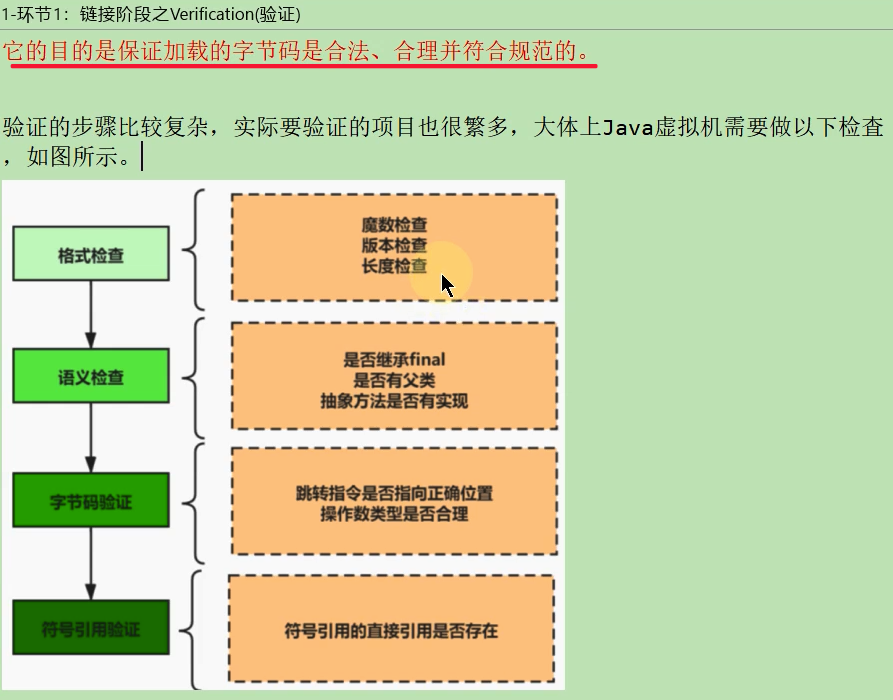 1-环节1：链接阶段之Verification(验证)
它的目的是保证加载的字节码是合法、合理并符合规范的。
验证的步骤比较复杂，实际要验证的项目也很繁多，大体上Java虚拟机需要做以下检查
，如图所示。
格式检查
魔数检查
版本检查
长度检查
语义检查
是否继承final
是否有父类
抽象方法是否有实现
字节码验证
跳转指令是否指向正确位置
操作数类型是否合理
符号引用验证
符号引用的直接引用是否存在